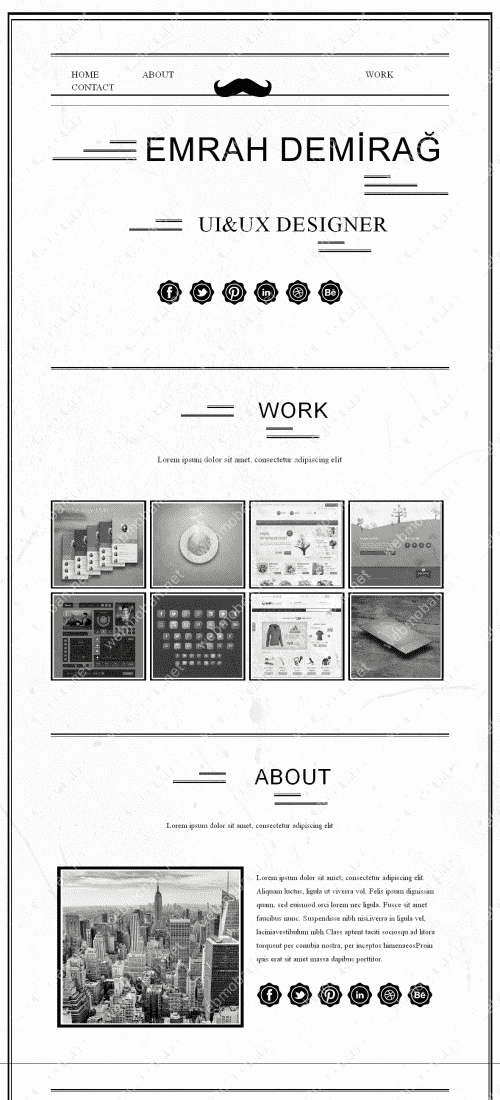 HOME ABOUT WORK
CONTACT
EMRAH DEMİRAĞ
UI&UX DESIGNER
WORK
Lorem ipsum dolor sit amet, consectetur adipiscing elit
ABOUT
Lorem ipsum dolor sit amet, consectetur adipiscing elit
Lorem ipsum dolor sit amet, consectetur adipiscing elit.
Aliquam luctus, ligula ut viverra vol. Felis ipsum dignissim
quam, sed euismod orci lorem nec ligula. Fusce sit amet
faucibus nunc. Suspendisse nibh nisi,iverra in ligula vel,
laciniavestibulum nibh.Class aptent taciti sociosqu ad litora
torquent per conubia nostra, per inceptos himenaeosProin
quis erat sit amet massa dapibus porttitor.